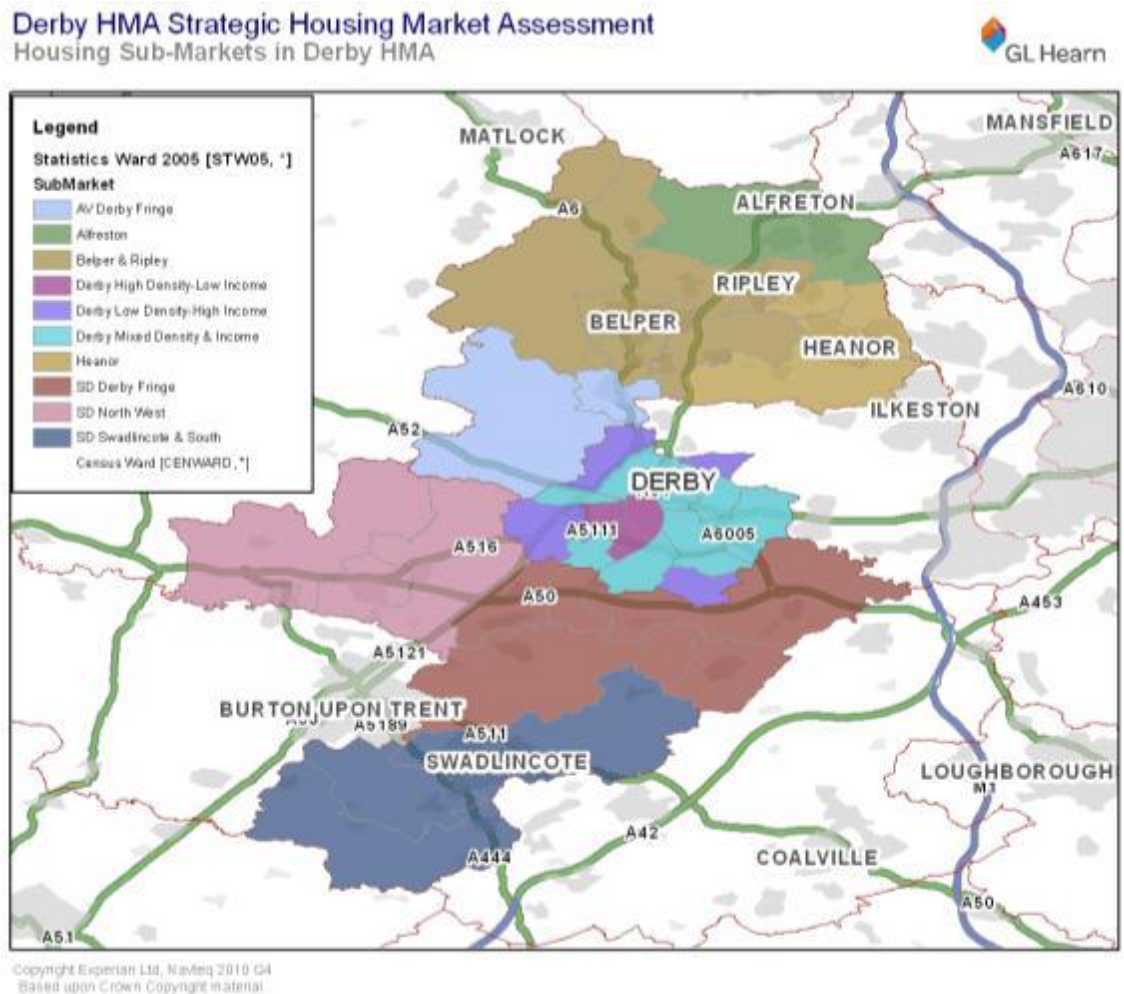 Derby HMA Strategic Housing Market Assessment
Housing Sub-Markets in Derby HMA
GL Hearn
Legend
Statistics Ward 2005 [STW05, *]
SubMarket
AV Derby Fringe
Alfreston
Belper & Ripley
Derby High Density-Low Income
Derby Low Density-High Income
Derby Mixed Density & Income
Heanor
SD Derby Fringe
SD North West
SD Swadlincote & South
Census Ward [CENWARD, *]
MATLOCK
MANSFIELD
A617
A6
ALFRETON
RIPLEY
BELPER
HEANOR
A610
ILKESTON
A52
DERBY
A5111
A6005
A516
A50
A453
A5121
BURTON UPON TRENT
A5189
A511
SWADLINCOTE
LOUGHBOROUGH
M1
A42
COALVILLE
A444
A50
A51
Copyright Experian Ltd, Navteq 2010 Q4
Based upon Crown Copyright material.